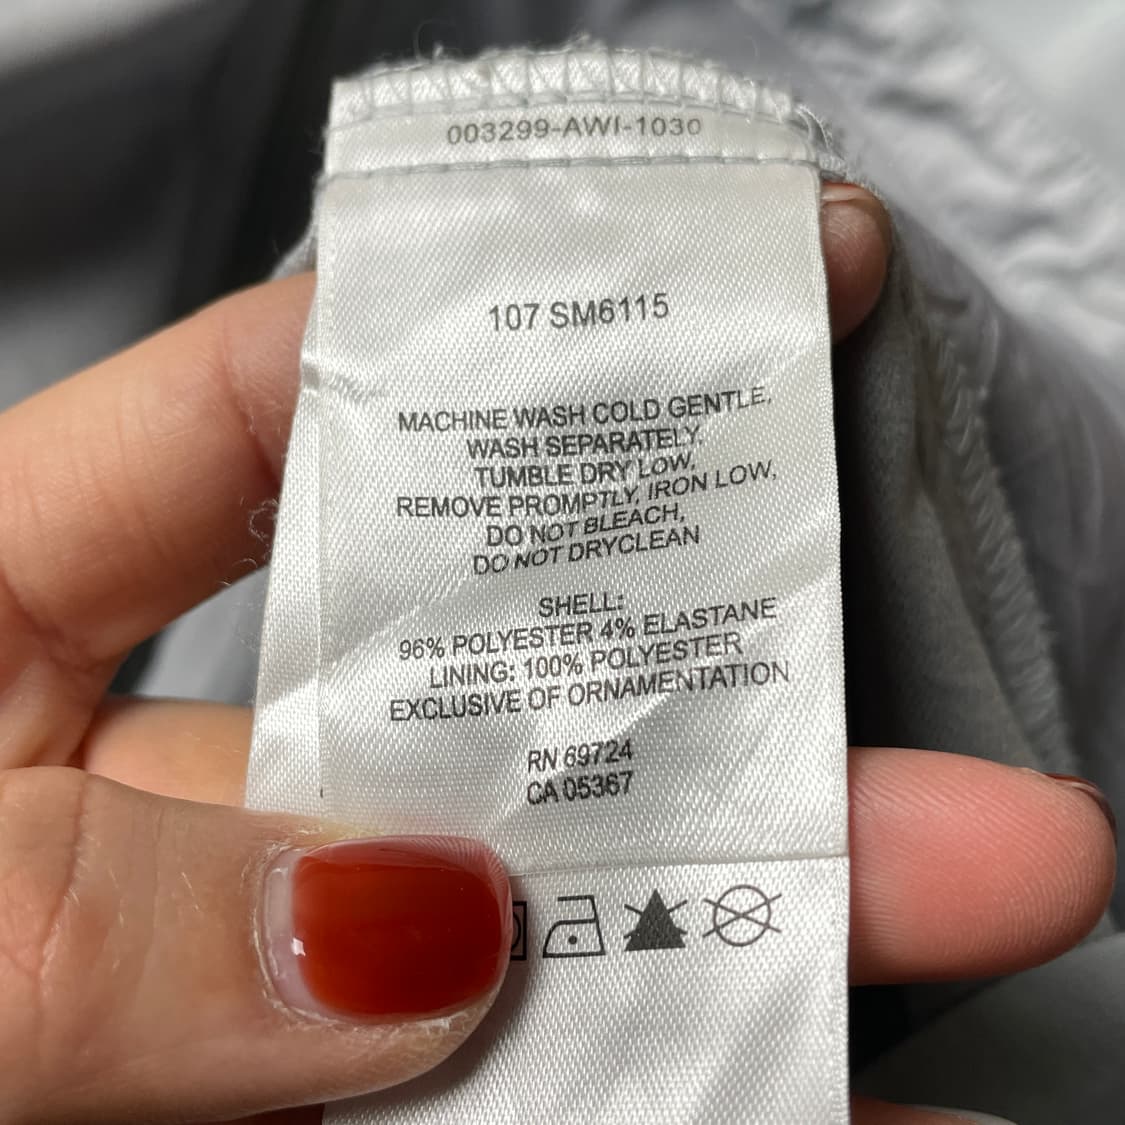 003299-AWI-1030
107 SM6115
MACHINE WASH COLD GENTLE,
WASH SEPARATELY.
TUMBLE DRY LOW,
REMOVE PROMPTLY, IRON LOW,
DO NOT BLEACH,
DO NOT DRYCLEAN
SHELL:
96% POLYESTER 4% ELASTANE
LINING: 100% POLYESTER
EXCLUSIVE OF ORNAMENTATION
RN 69724
CA 05367